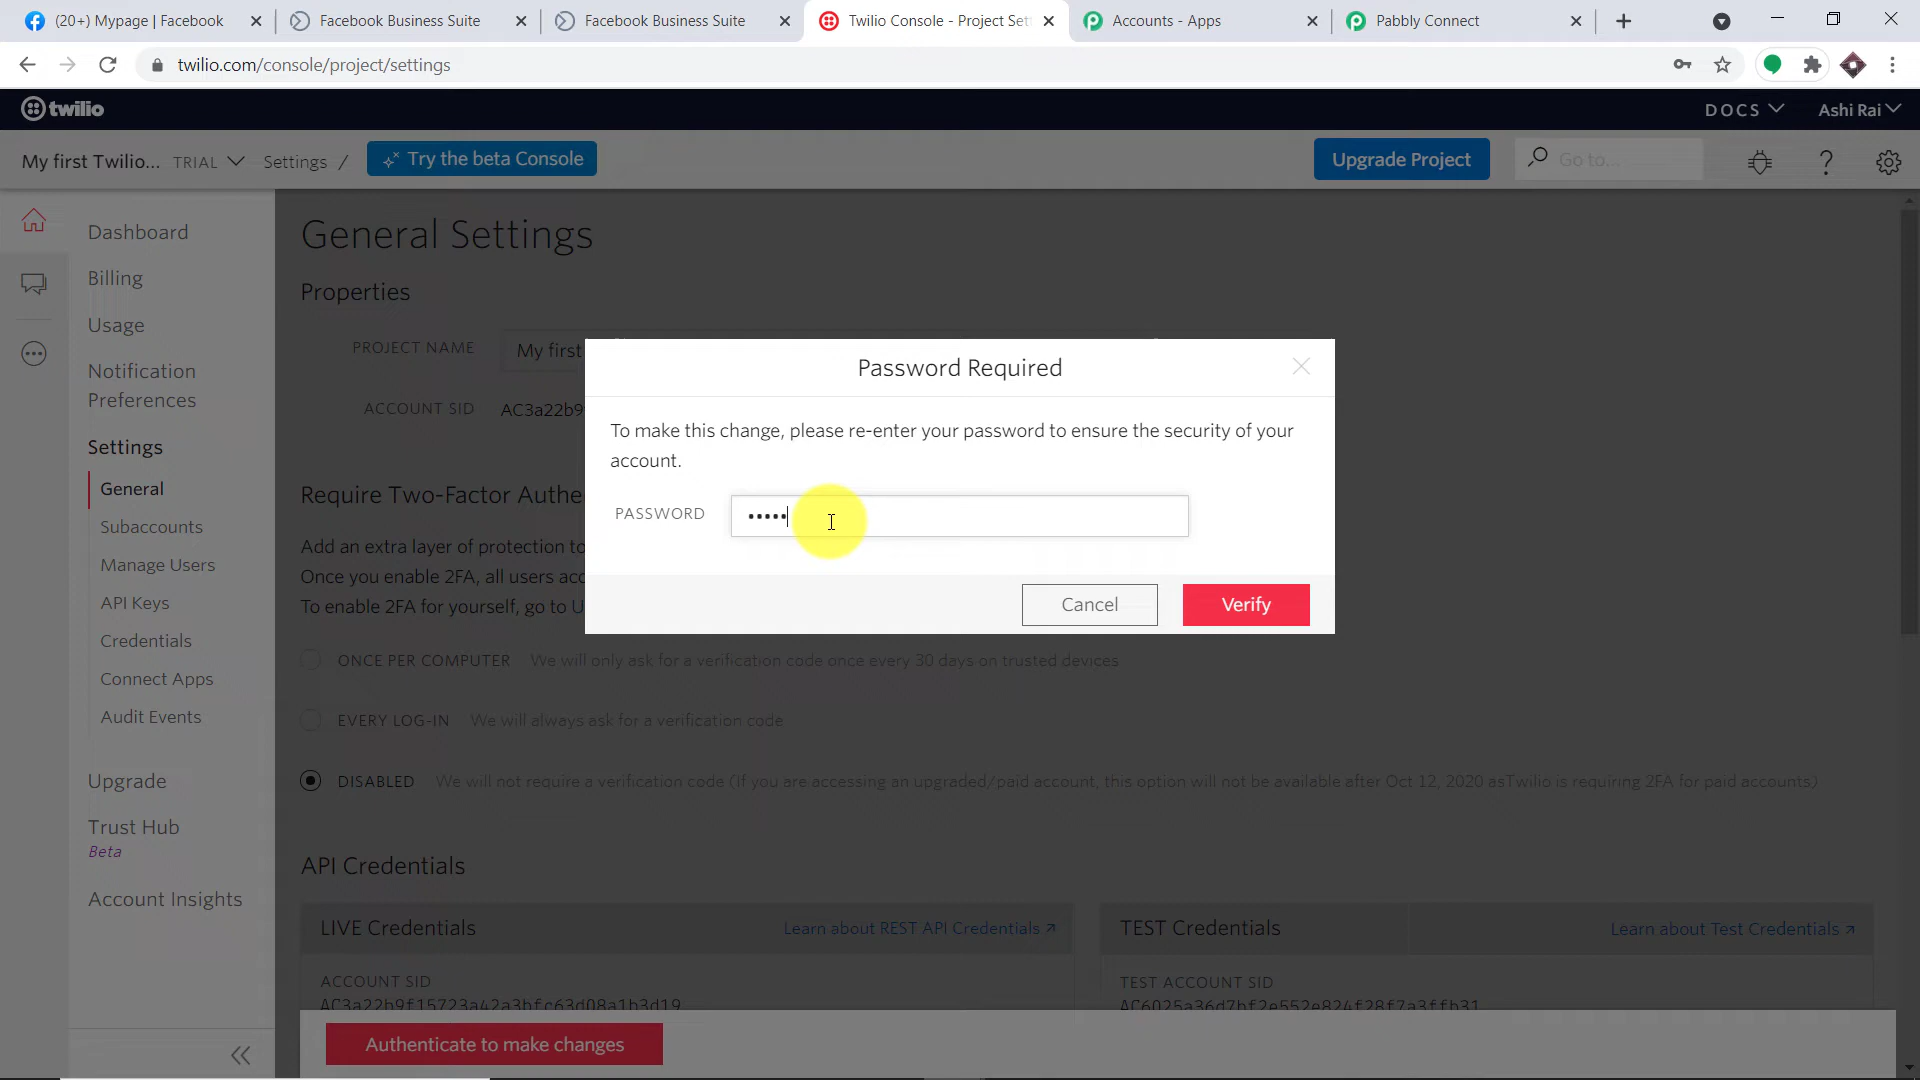 (20+) Mypage | Facebook
Facebook Business Suite
Facebook Business Suite
Twilio Console - Project Set
Accounts - Apps
Pabbly Connect
twilio.com/console/project/settings
twilio
DOCS
Ashi Rai
My first Twilio... TRIAL
Settings /
Try the beta Console
Upgrade Project
Go to...
Dashboard
Billing
Usage
Notification
Preferences
Settings
General
Subaccounts
Manage Users
API Keys
Credentials
Connect Apps
Audit Events
Upgrade
Trust Hub
Beta
Account Insights
General Settings
Properties
PROJECT NAME
My first
ACCOUNT SID
AC3a22b9
Require Two-Factor Authe
Add an extra layer of protection to
Once you enable 2FA, all users acc
To enable 2FA for yourself, go to U
Password Required
To make this change, please re-enter your password to ensure the security of your
account.
PASSWORD
•••••
Cancel
Verify
ONCE PER COMPUTER We will only ask for a verification code once every 30 days on trusted devices
EVERY LOG-IN We will always ask for a verification code
DISABLED We will not require a verification code (If you are accessing an upgraded/paid account, this option will not be available after Oct 12, 2020 asTwilio is requiring 2FA for paid accounts)
API Credentials
LIVE Credentials
Learn about REST API Credentials
ACCOUNT SID
AC3a22b9f15723a42a3bfc63d08a1b3d19
TEST Credentials
Learn about Test Credentials
TEST ACCOUNT SID
AC6025a36d7bf2e552e824f28f7a3ffb31
Authenticate to make changes